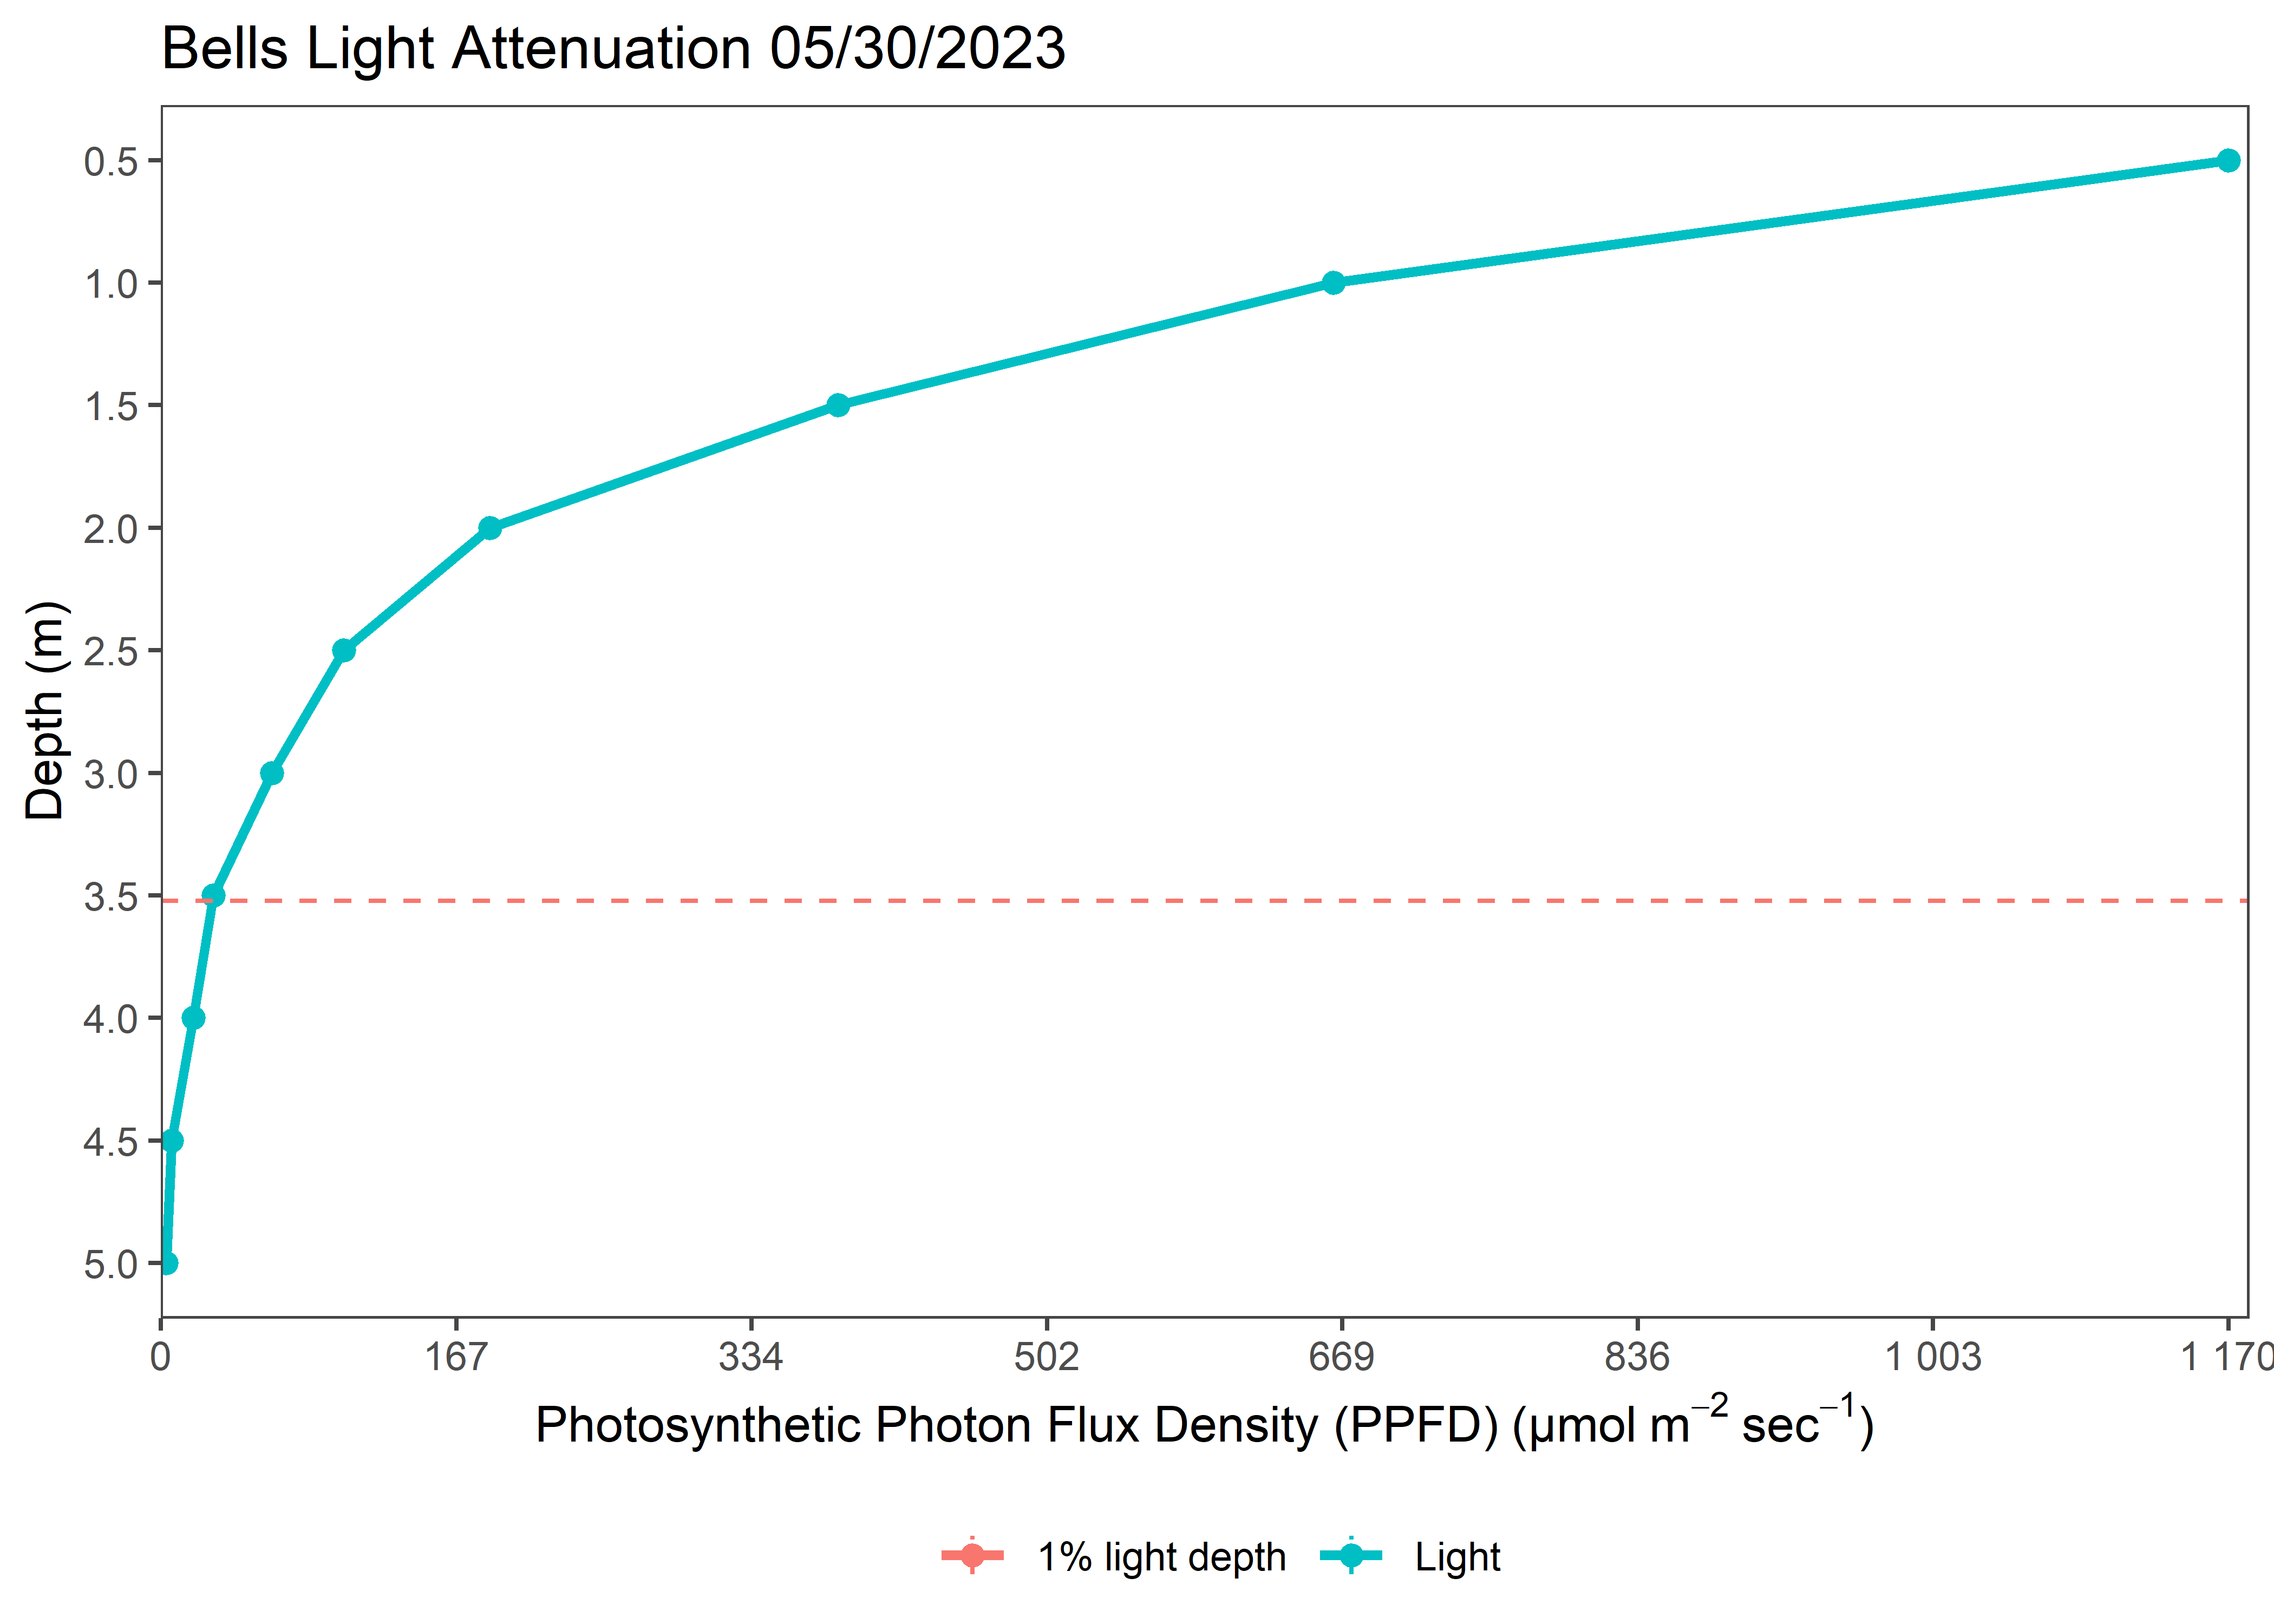 Bells Light Attenuation 05/30/2023
0.5
1.0
1.5
2.0
2.5
3.0
3.5
4.0
4.5
5.0
Depth (m)
0 167 334 502 669 836 1 003 1 170
Photosynthetic Photon Flux Density (PPFD) (µmol m⁻² sec⁻¹)
1% light depth Light